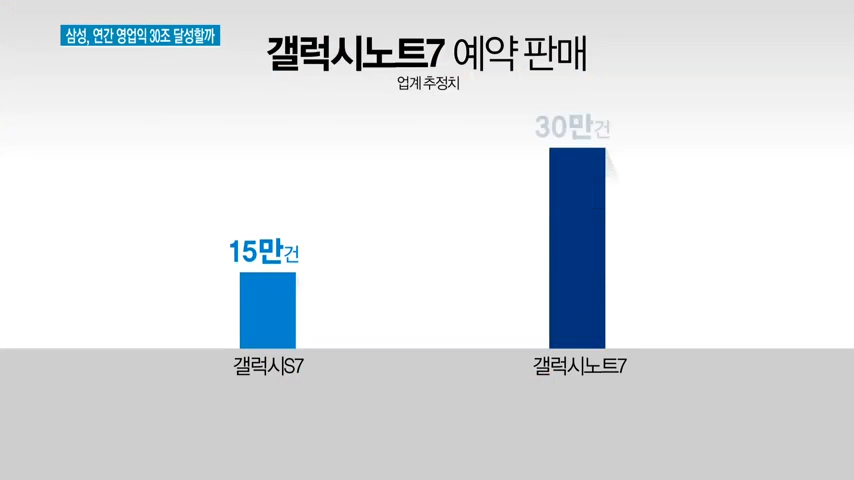 삼성, 연간 영업익 30조 달성할까
갤럭시노트7 예약 판매
업계 추정치
30만건
15만건
갤럭시S7
갤럭시노트7